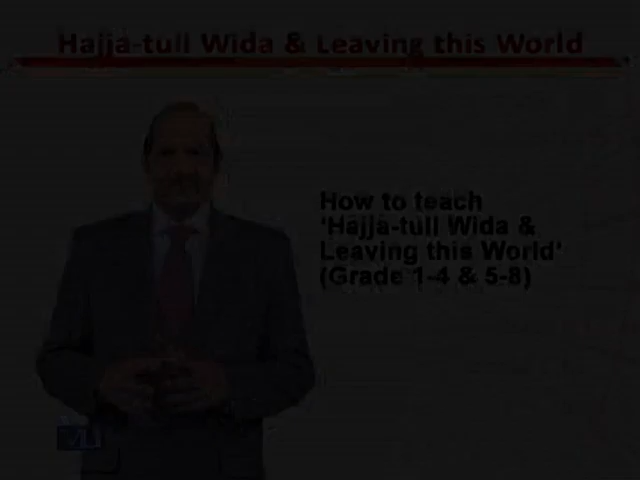 Hajja-tull Wida & Leaving this World
How to teach
'Hajja-tull Wida &
Leaving this World'
(Grade 1-4 & 5-8)